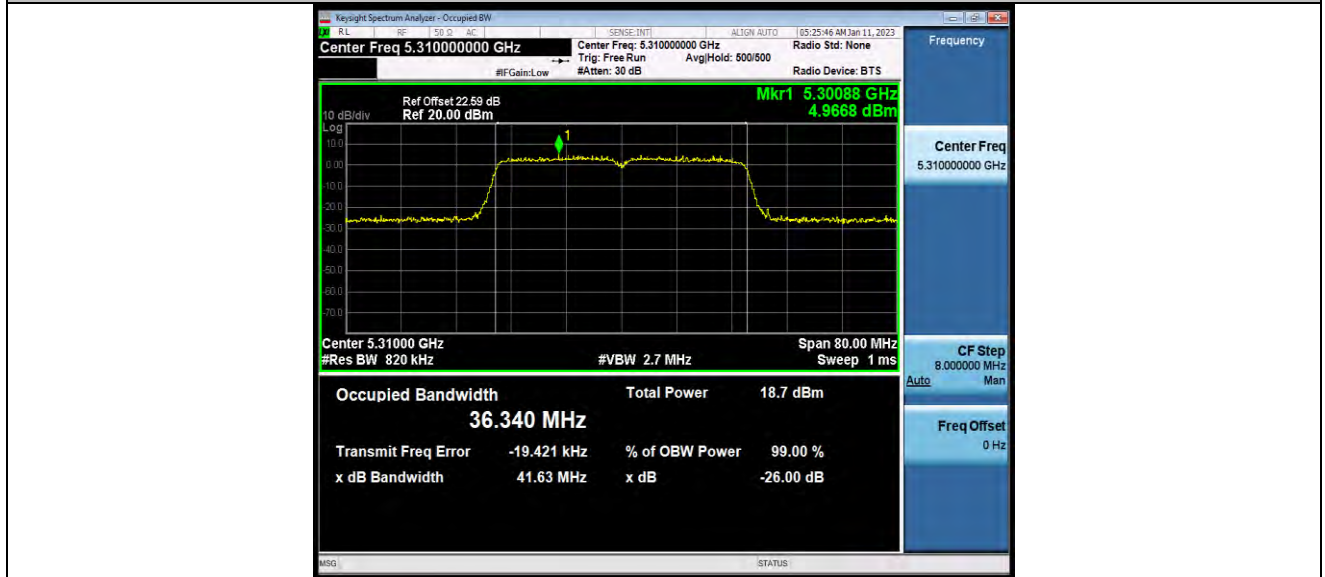 Keysight Spectrum Analyzer - Occupied BW
RL RF 50 Ω AC SENSE:INT ALIGN AUTO 05:25:46 AM Jan 11, 2023
Center Freq 5.310000000 GHz
Center Freq: 5.310000000 GHz Radio Std: None
Trig: Free Run Avg|Hold: 500/500
#IFGain:Low #Atten: 30 dB Radio Device: BTS
Frequency
Mkr1 5.30088 GHz
4.9668 dBm
Ref Offset 22.59 dB
10 dB/div Ref 20.00 dBm
Log
1
10.0
0.00
-10.0
-20.0
-30.0
-40.0
-50.0
-60.0
-70.0
Center 5.31000 GHz Span 80.00 MHz
#Res BW 820 kHz #VBW 2.7 MHz Sweep 1 ms
Occupied Bandwidth Total Power 18.7 dBm
36.340 MHz
Transmit Freq Error -19.421 kHz % of OBW Power 99.00 %
x dB Bandwidth 41.63 MHz x dB -26.00 dB
Center Freq
5.310000000 GHz
CF Step
8.000000 MHz
Auto Man
Freq Offset
0 Hz
MSG STATUS